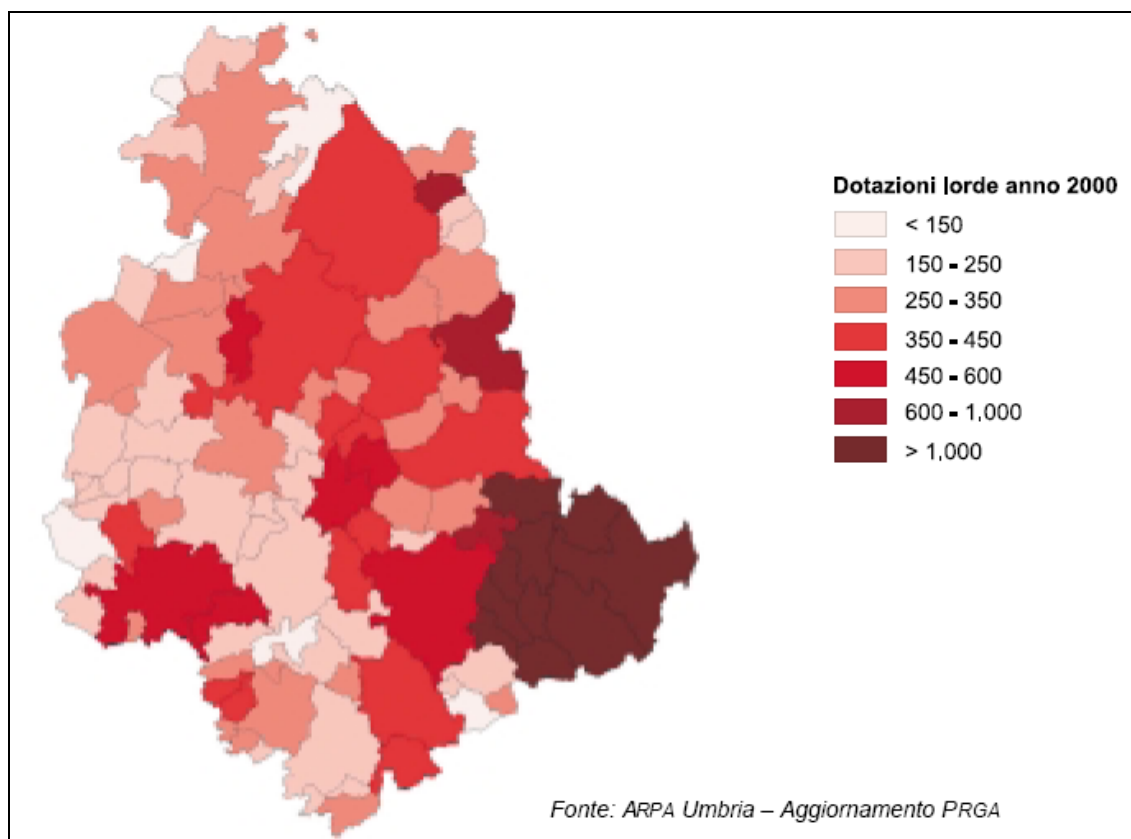 Dotazioni lorde anno 2000
< 150
150 - 250
250 - 350
350 - 450
450 - 600
600 - 1,000
> 1,000
Fonte: ARPA Umbria – Aggiornamento PRGA